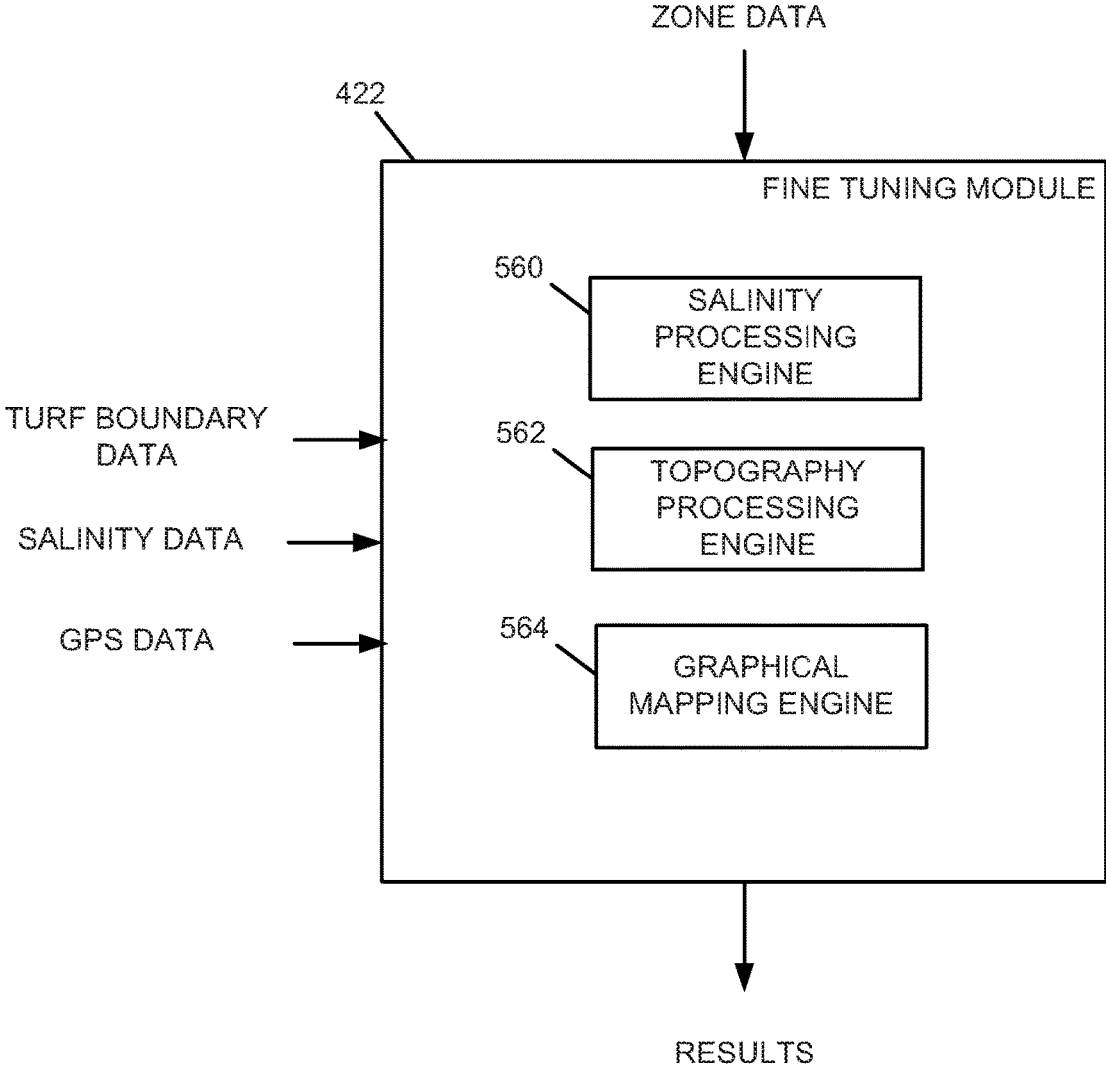 ZONE DATA
422
FINE TUNING MODULE
560
SALINITY
PROCESSING
ENGINE
TURF BOUNDARY
DATA
562
TOPOGRAPHY
PROCESSING
ENGINE
SALINITY DATA
GPS DATA
564
GRAPHICAL
MAPPING ENGINE
RESULTS